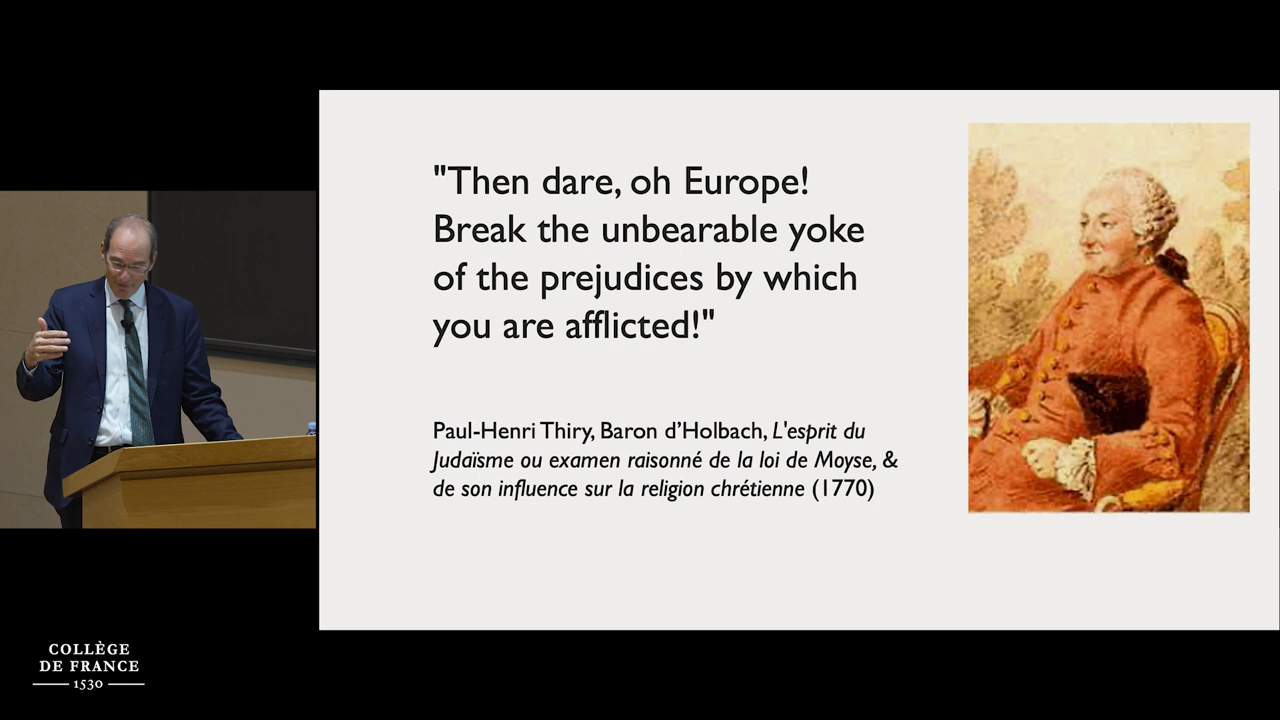 "Then dare, oh Europe!
Break the unbearable yoke
of the prejudices by which
you are afflicted!"
Paul-Henri Thiry, Baron d’Holbach, L'esprit du
Judaïsme ou examen raisonné de la loi de Moyse, &
de son influence sur la religion chrétienne (1770)
COLLÈGE
DE FRANCE
1530